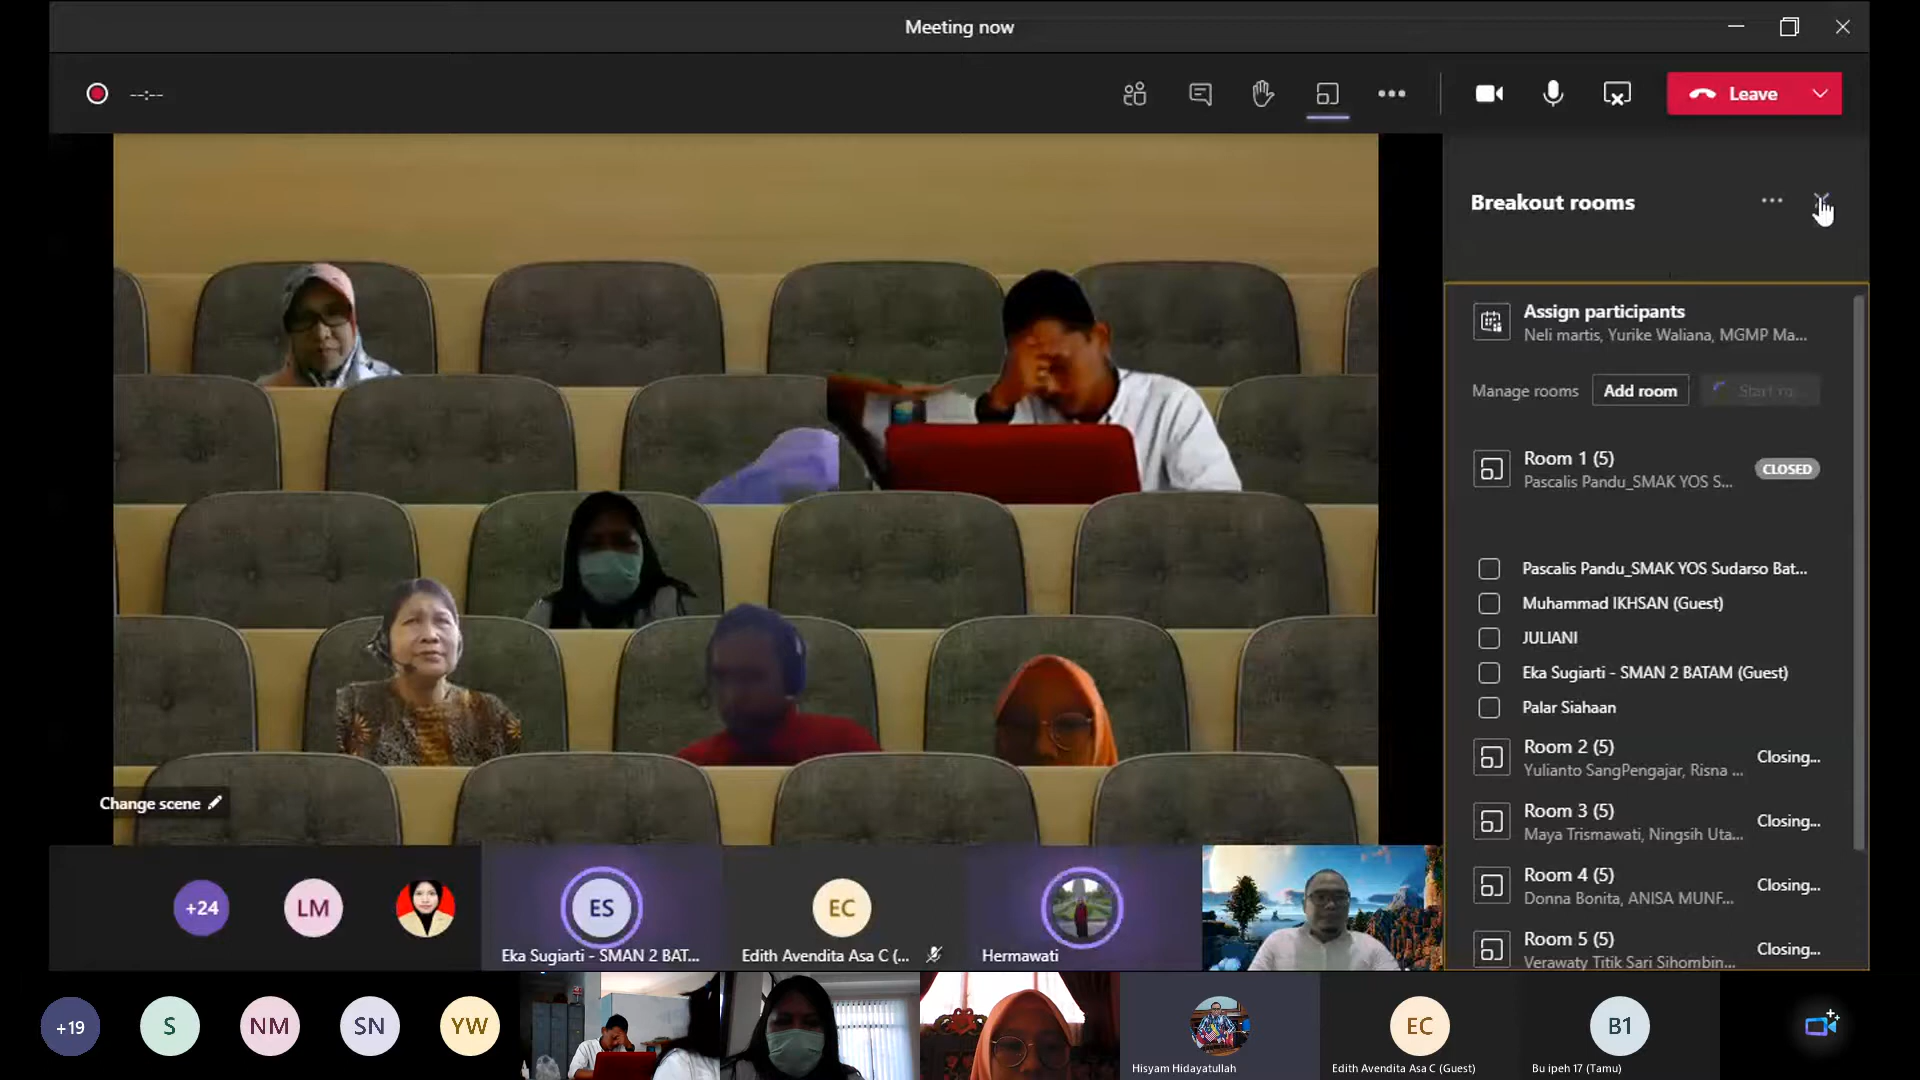 Meeting now
--:--
Leave
Breakout rooms
Assign participants
Neli martis, Yurike Waliana, MGMP Ma...
Manage rooms
Add room
Start ro
Room 1 (5)
CLOSED
Pascalis Pandu_SMAK YOS S...
Pascalis Pandu_SMAK YOS Sudarso Bat...
Muhammad IKHSAN (Guest)
JULIANI
Eka Sugiarti - SMAN 2 BATAM (Guest)
Palar Siahaan
Room 2 (5)
Yulianto SangPengajar, Risna ...
Closing...
Room 3 (5)
Maya Trismawati, Ningsih Uta...
Closing...
Room 4 (5)
Donna Bonita, ANISA MUNF...
Closing...
Room 5 (5)
Verawaty Titik Sari Sihombin...
Closing...
Change scene
+24
LM
ES
Eka Sugiarti - SMAN 2 BAT...
EC
Edith Avendita Asa C (...
Hermawati
+19
S
NM
SN
YW
Hisyam Hidayatullah
EC
Edith Avendita Asa C (Guest)
B1
Bu ipeh 17 (Tamu)